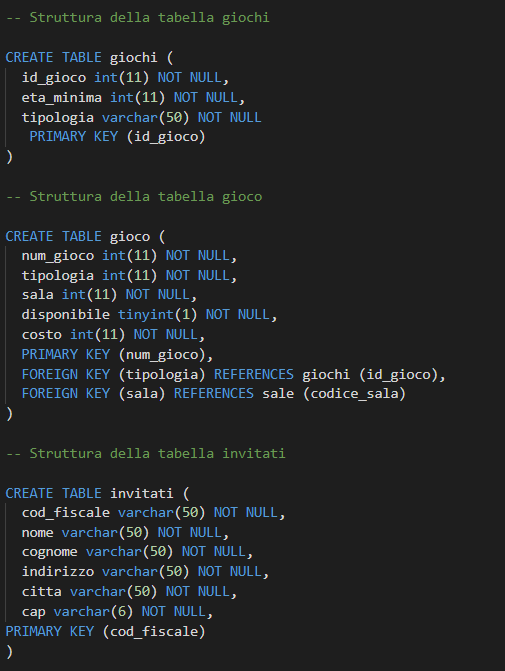 -- Struttura della tabella giochi
CREATE TABLE giochi (
id_gioco int(11) NOT NULL,
eta_minima int(11) NOT NULL,
tipologia varchar(50) NOT NULL
PRIMARY KEY (id_gioco)
)
-- Struttura della tabella gioco
CREATE TABLE gioco (
num_gioco int(11) NOT NULL,
tipologia int(11) NOT NULL,
sala int(11) NOT NULL,
disponibile tinyint(1) NOT NULL,
costo int(11) NOT NULL,
PRIMARY KEY (num_gioco),
FOREIGN KEY (tipologia) REFERENCES giochi (id_gioco),
FOREIGN KEY (sala) REFERENCES sale (codice_sala)
)
-- Struttura della tabella invitati
CREATE TABLE invitati (
cod_fiscale varchar(50) NOT NULL,
nome varchar(50) NOT NULL,
cognome varchar(50) NOT NULL,
indirizzo varchar(50) NOT NULL,
citta varchar(50) NOT NULL,
cap varchar(6) NOT NULL,
PRIMARY KEY (cod_fiscale)
)